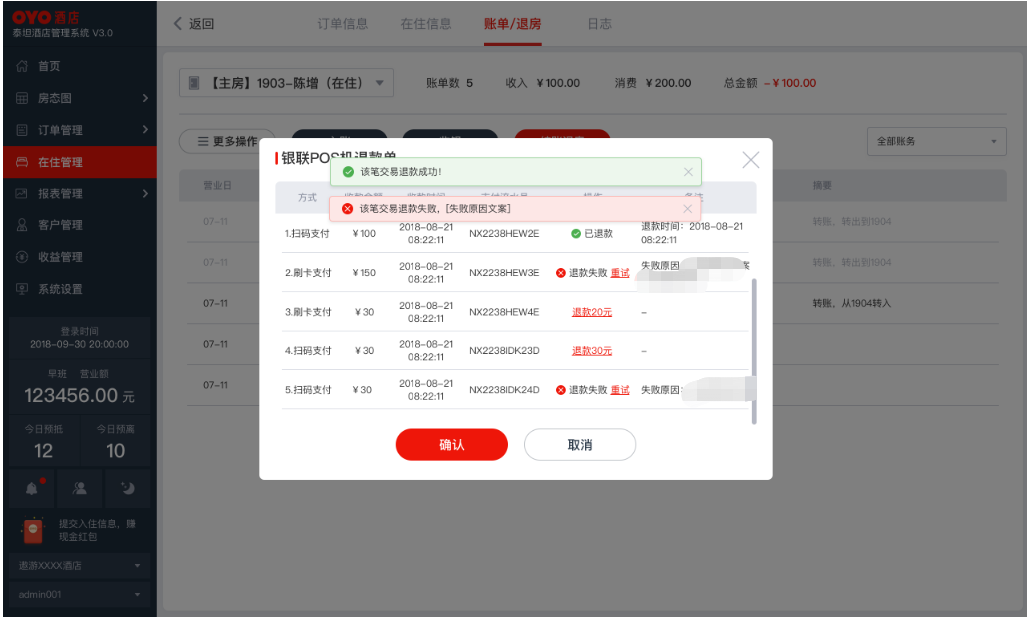 OYO 酒店
泰坦酒店管理系统 V3.0
返回
订单信息
在住信息
账单/退房
日志
首页
房态图
订单管理
在住管理
报表管理
客户管理
收益管理
系统设置
登录时间
2018-09-30 20:00:00
早班 营业额
123456.00 元
今日预抵
今日预离
12
10
提交入住信息，赚
现金红包
遨游XXXX酒店
admin001
【主房】1903-陈增（在住）
账单数 5
收入 ¥100.00
消费 ¥200.00
总金额 -¥100.00
更多操作
全部账务
营业日
摘要
07-11
转账，转出到1904
07-11
转账，转出到1904
07-11
转账，从1904转入
07-11
07-11
银联POS机退款单
该笔交易退款成功!
方式
该笔交易退款失败，[失败原因文案]
1.扫码支付 ¥100 2018-08-21 08:22:11 NX2238HEW2E 已退款 退款时间：2018-08-21 08:22:11
2.刷卡支付 ¥150 2018-08-21 08:22:11 NX2238HEW3E 退款失败 重试 失败原因
3.刷卡支付 ¥30 2018-08-21 08:22:11 NX2238HEW4E 退款20元 -
4.扫码支付 ¥30 2018-08-21 08:22:11 NX2238IDK23D 退款30元 -
5.扫码支付 ¥30 2018-08-21 08:22:11 NX2238IDK24D 退款失败 重试 失败原因：
确认
取消